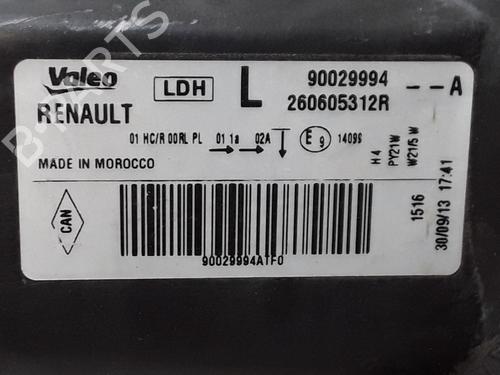 Valeo LDH L 90029994 --A
RENAULT 260605312R
01 HC/R 00RL PL 01 1a 02A E9 14096
MADE IN MOROCCO
H4
PY21W
W21/5 W
CAN
1516
30/09/13 17:41
90029994ATF0
B-PARTS